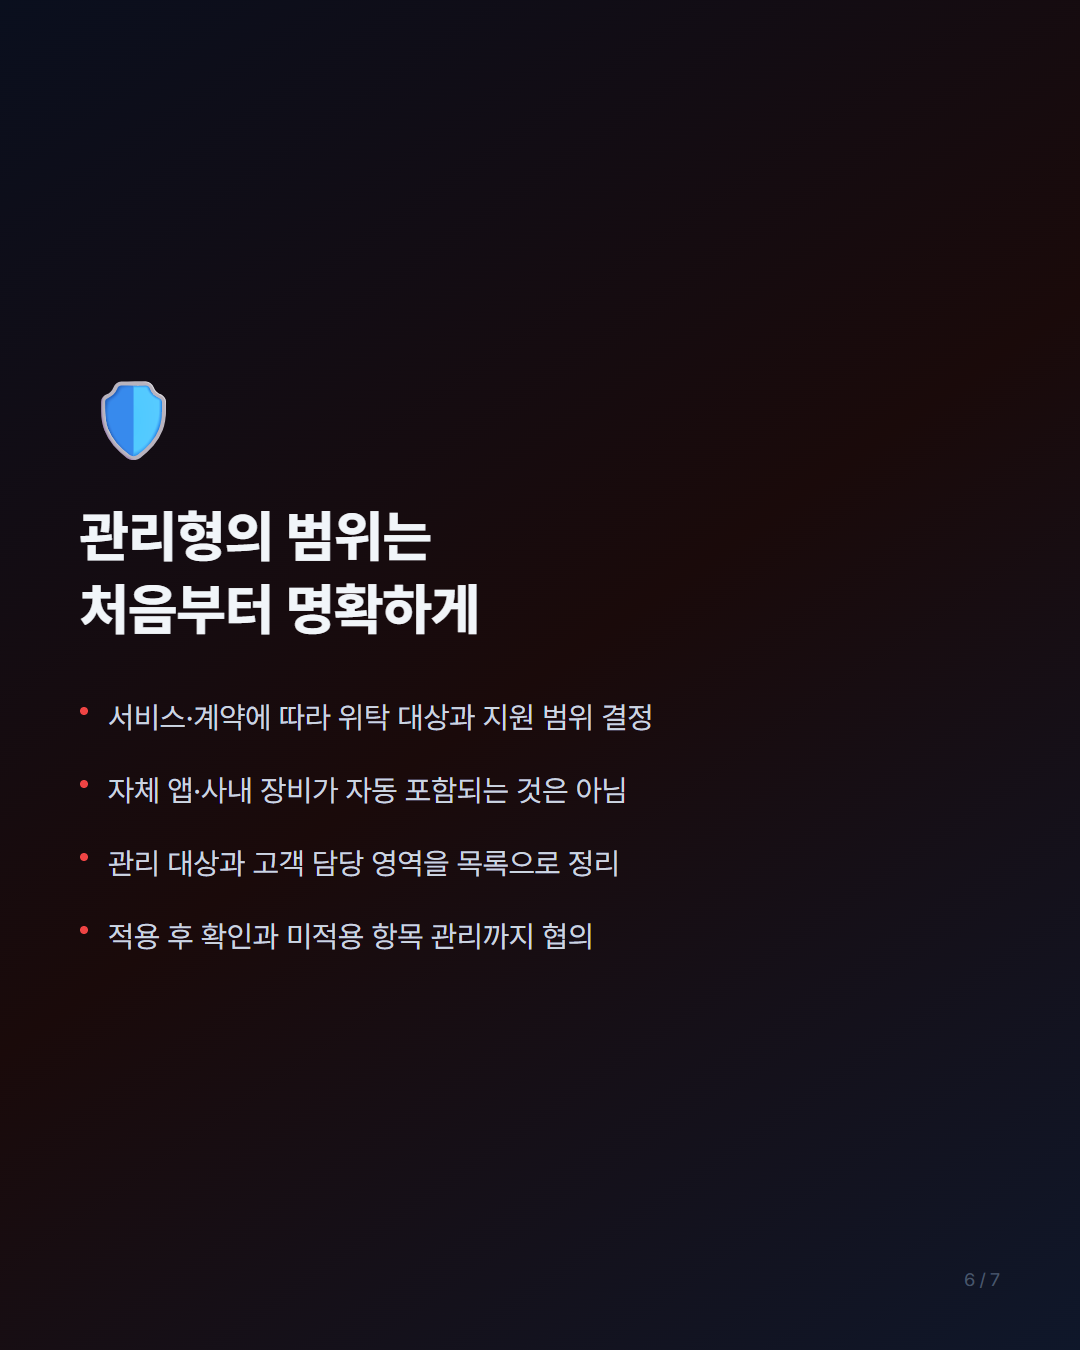 관리형의 범위는
처음부터 명확하게
• 서비스·계약에 따라 위탁 대상과 지원 범위 결정
• 자체 앱·사내 장비가 자동 포함되는 것은 아님
• 관리 대상과 고객 담당 영역을 목록으로 정리
• 적용 후 확인과 미적용 항목 관리까지 협의
6 / 7